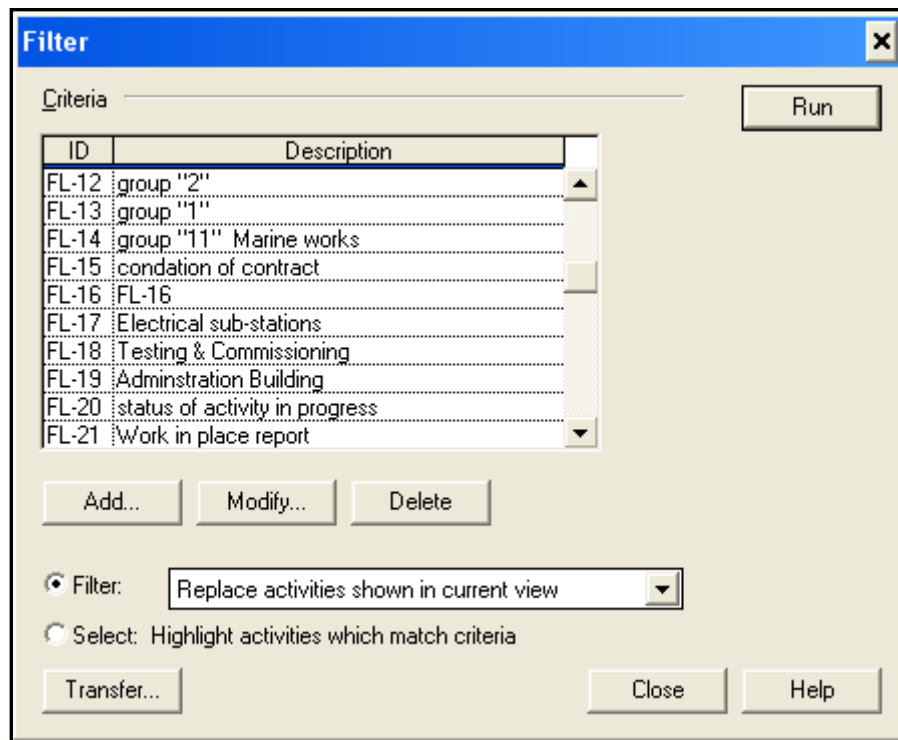 Filter
Criteria
Run
ID Description
FL-12 group "2"
FL-13 group "1"
FL-14 group "11" Marine works
FL-15 condation of contract
FL-16 FL-16
FL-17 Electrical sub-stations
FL-18 Testing & Commissioning
FL-19 Adminstration Building
FL-20 status of activity in progress
FL-21 Work in place report
Add... Modify... Delete
Filter: Replace activities shown in current view
Select: Highlight activities which match criteria
Transfer... Close Help